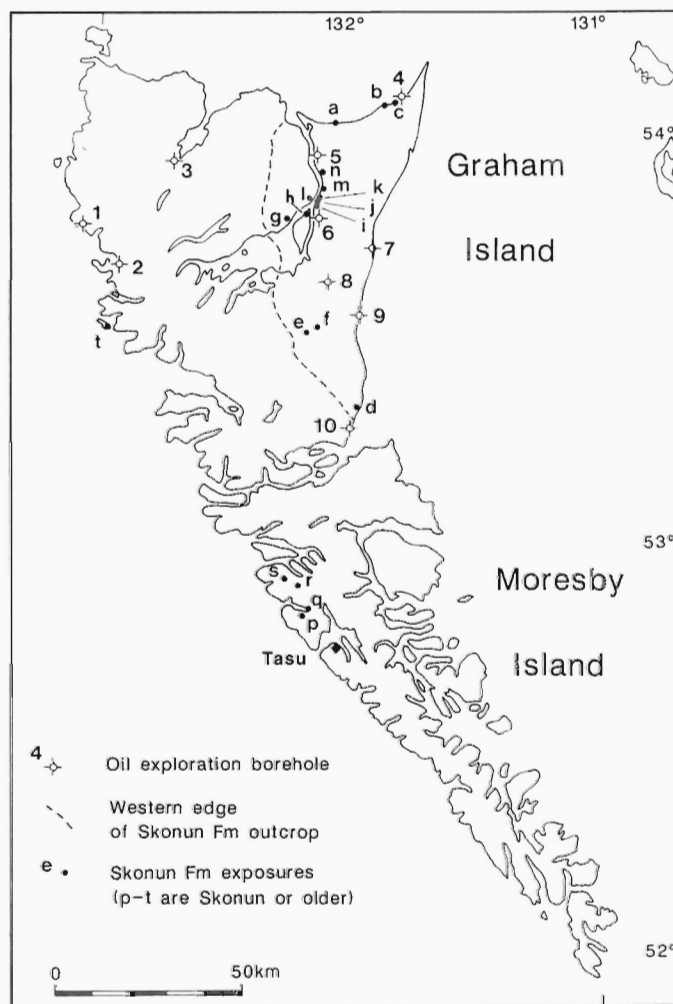 132°
131°
4
b
c
a
54°
5
3
n
Graham
m
k
l
h
j
g
6
i
1
Island
7
2
8
9
t
e
f
d
10
53°
s
r
Moresby
q
p
Tasu
Island
4
Oil exploration borehole
Western edge
of Skonun Fm outcrop
e
Skonun Fm exposures
(p-t are Skonun or older)
52°
0
50km